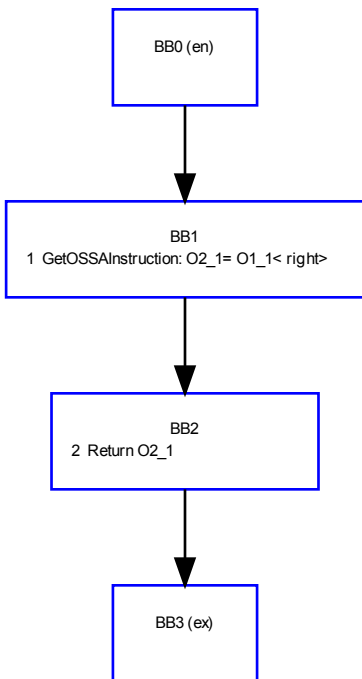 BB0 (en)
BB1
1 GetOSSAInstruction: O2_1= O1_1< right>
BB2
2 Return O2_1
BB3 (ex)